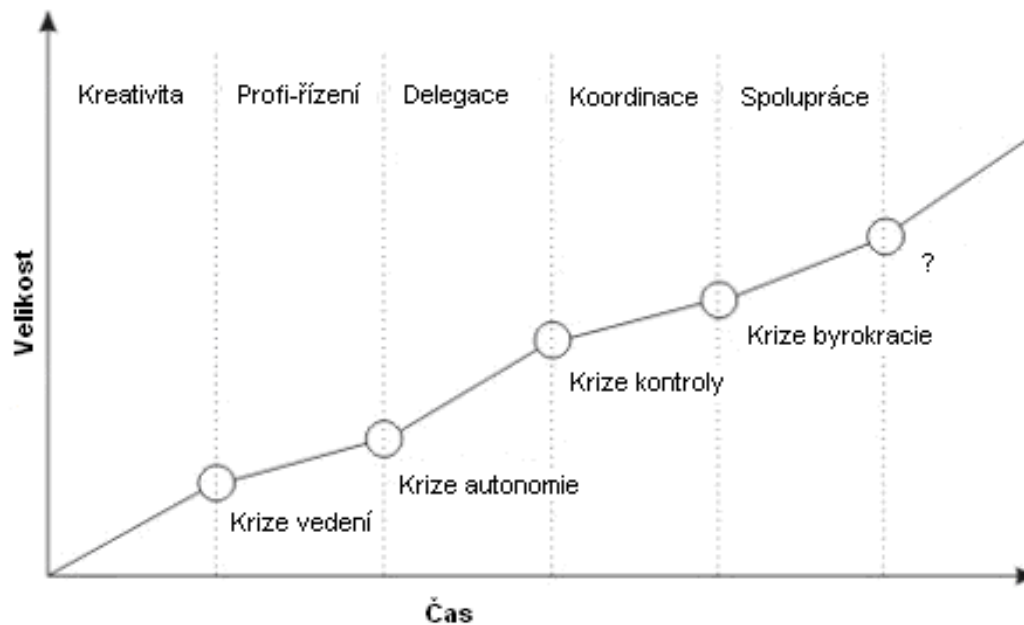 Kreativita
Profi-řízení
Delegace
Koordinace
Spolupráce
?
Krize byrokracie
Krize kontroly
Krize autonomie
Krize vedení
Velikost
Čas